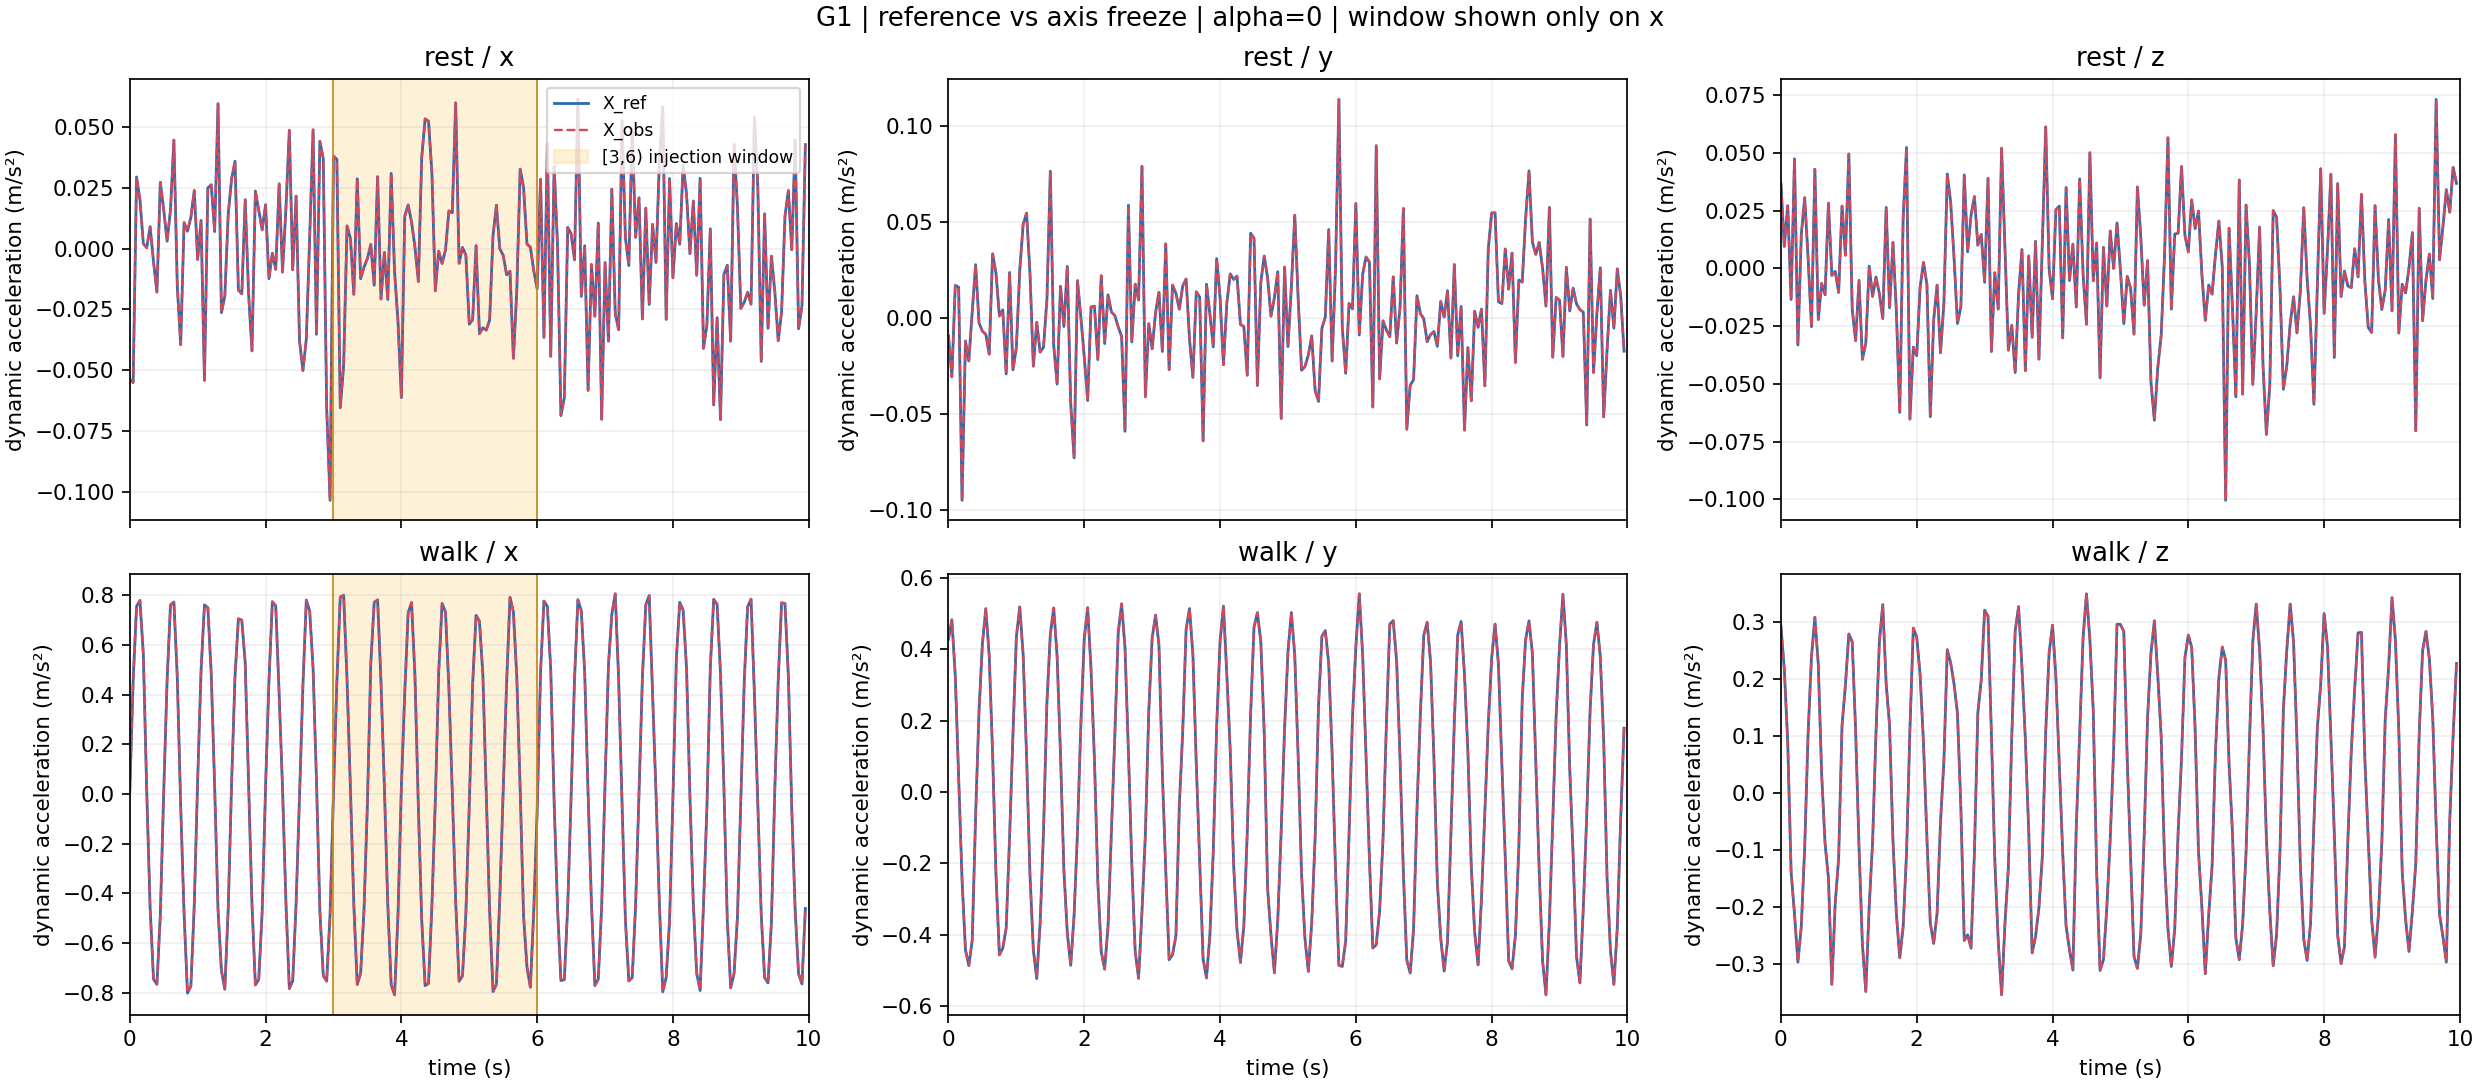 G1 | reference vs axis freeze | alpha=0 | window shown only on x
rest / x
dynamic acceleration (m/s²)
0.050
0.025
0.000
−0.025
−0.050
−0.075
−0.100
X_ref
X_obs
[3,6) injection window
rest / y
dynamic acceleration (m/s²)
0.10
0.05
0.00
−0.05
−0.10
rest / z
dynamic acceleration (m/s²)
0.075
0.050
0.025
0.000
−0.025
−0.050
−0.075
−0.100
walk / x
dynamic acceleration (m/s²)
0.8
0.6
0.4
0.2
0.0
−0.2
−0.4
−0.6
−0.8
0 2 4 6 8 10
time (s)
walk / y
dynamic acceleration (m/s²)
0.6
0.4
0.2
0.0
−0.2
−0.4
−0.6
0 2 4 6 8 10
time (s)
walk / z
dynamic acceleration (m/s²)
0.3
0.2
0.1
0.0
−0.1
−0.2
−0.3
0 2 4 6 8 10
time (s)